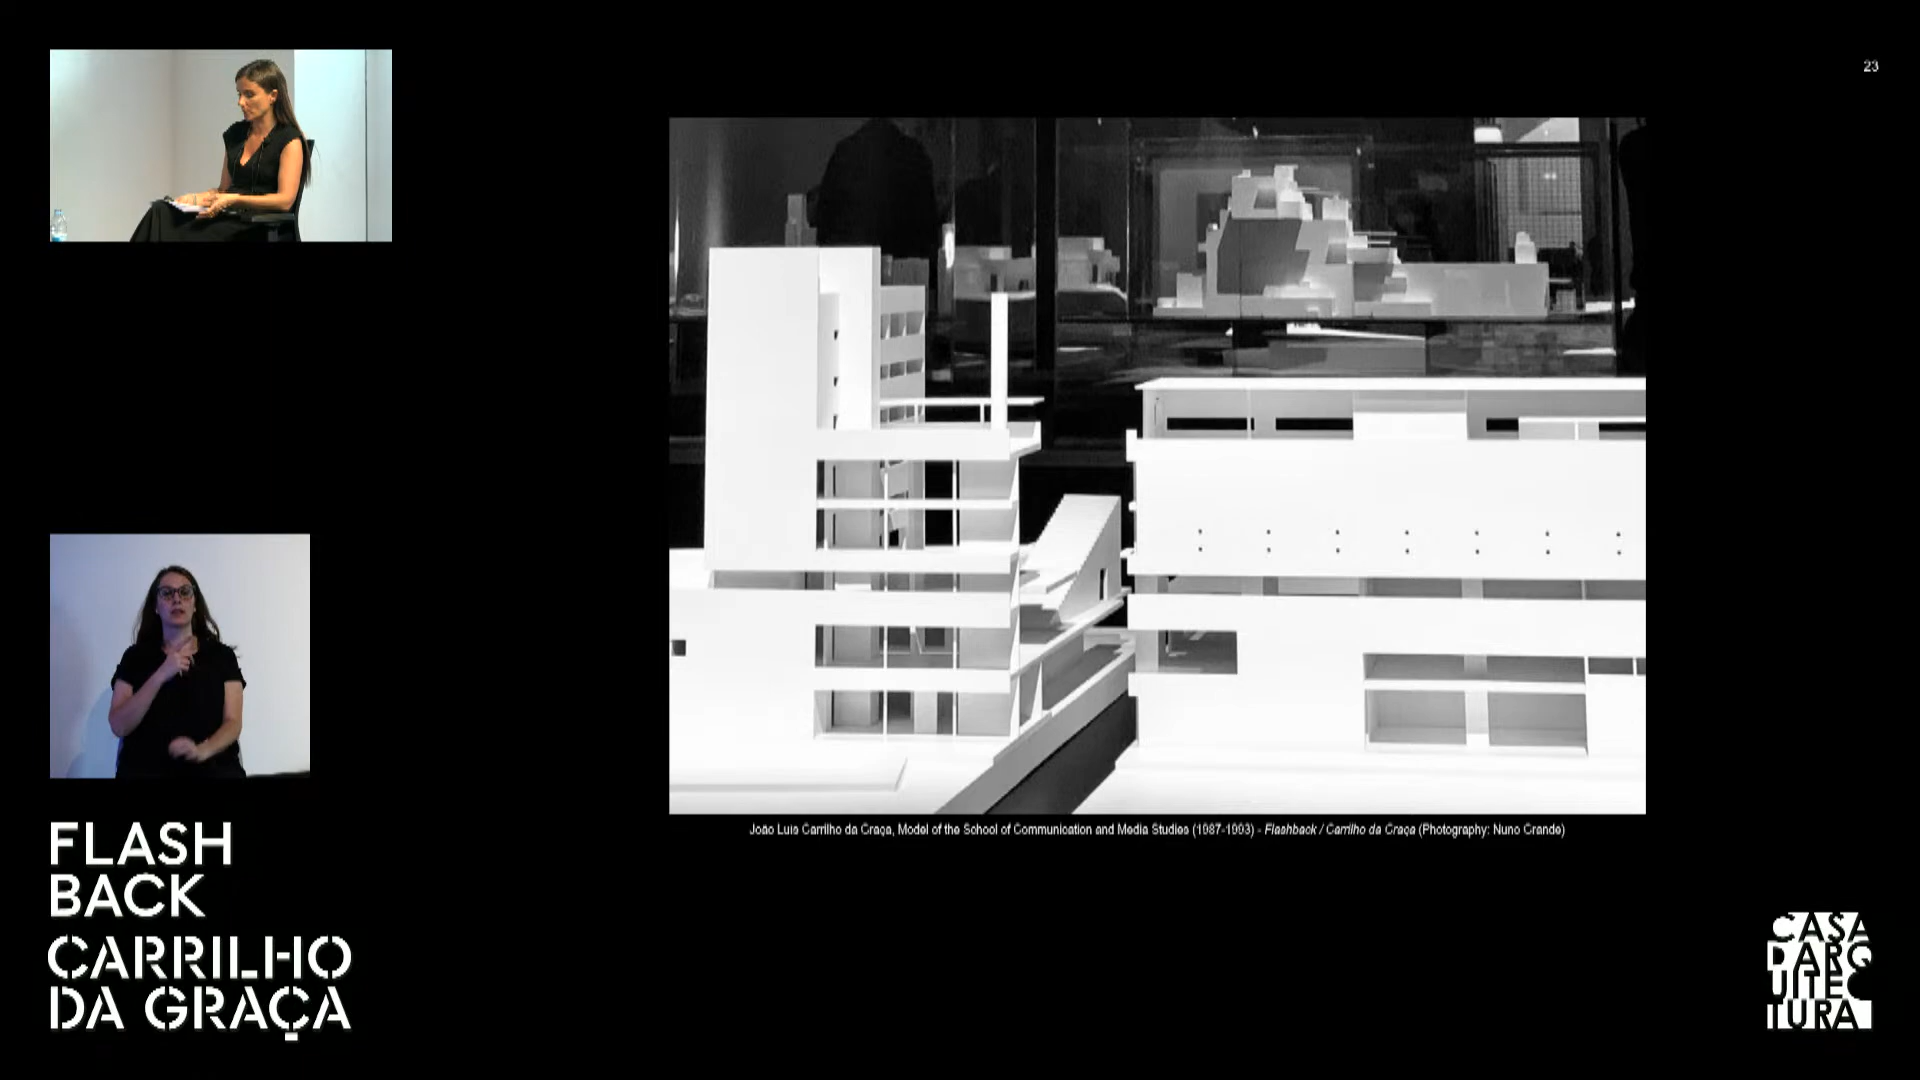 23
João Luis Carrilho da Graça, Model of the School of Communication and Media Studies (1987-1993) - Flashback / Carrilho da Graça (Photography: Nuno Grande)
FLASH
BACK
CARRILHO
DA GRAÇA
CASA
DARQ
UITEC
TURA